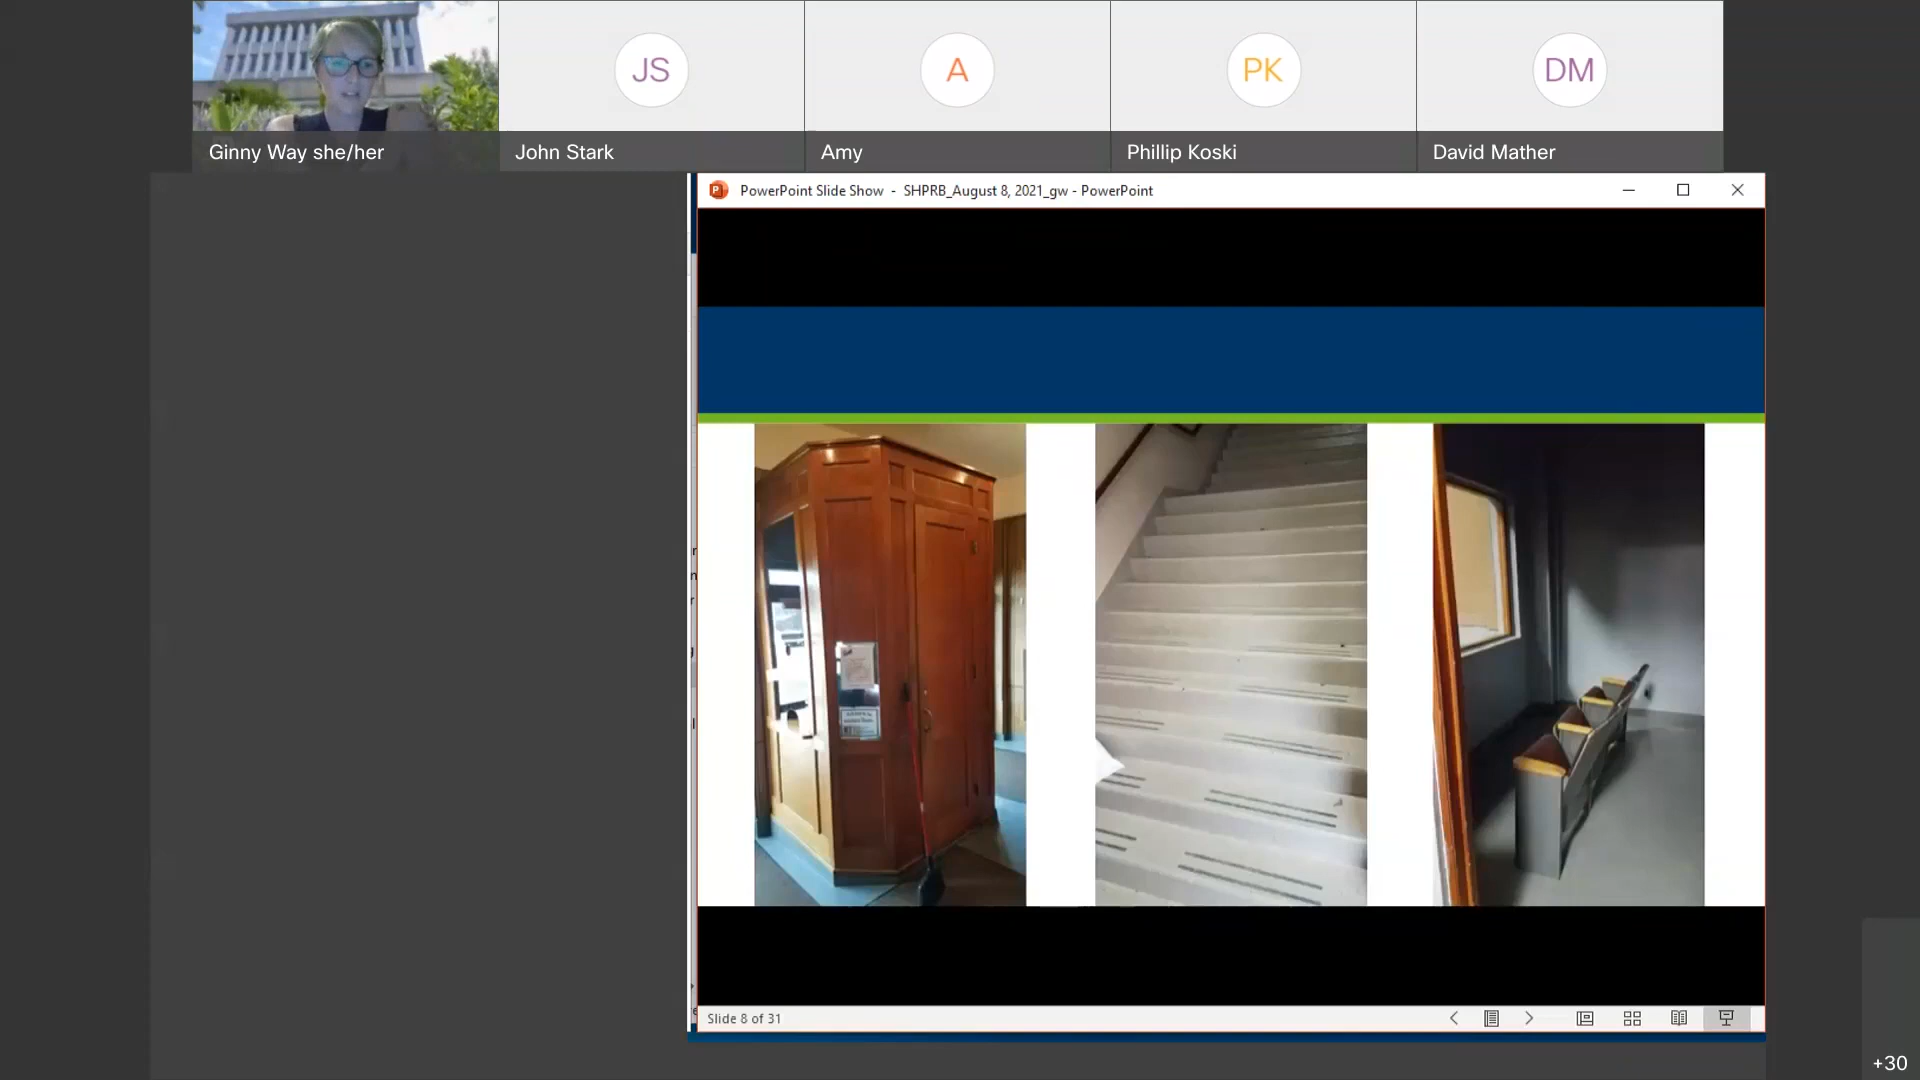 Ginny Way she/her
JS
John Stark
A
Amy
PK
Phillip Koski
DM
David Mather
PowerPoint Slide Show - SHPRB_August 8, 2021_gw - PowerPoint
Slide 8 of 31
+30